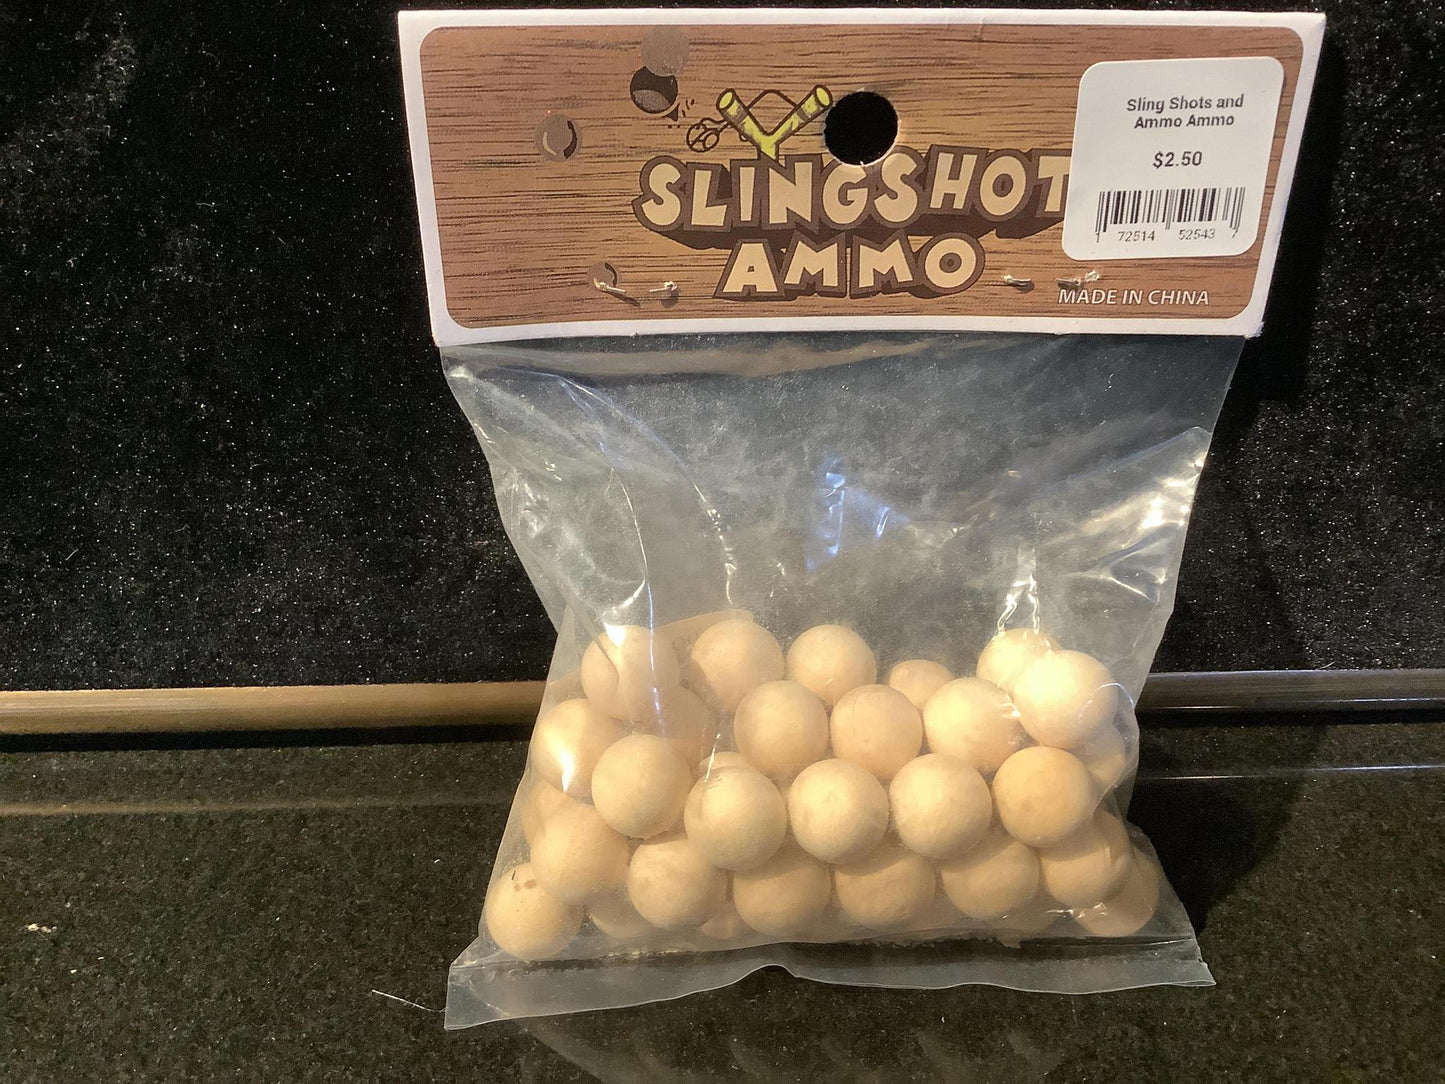 SLINGSHOT
AMMO
MADE IN CHINA
Sling Shots and
Ammo Ammo
$2.50
1 72514 52543 7